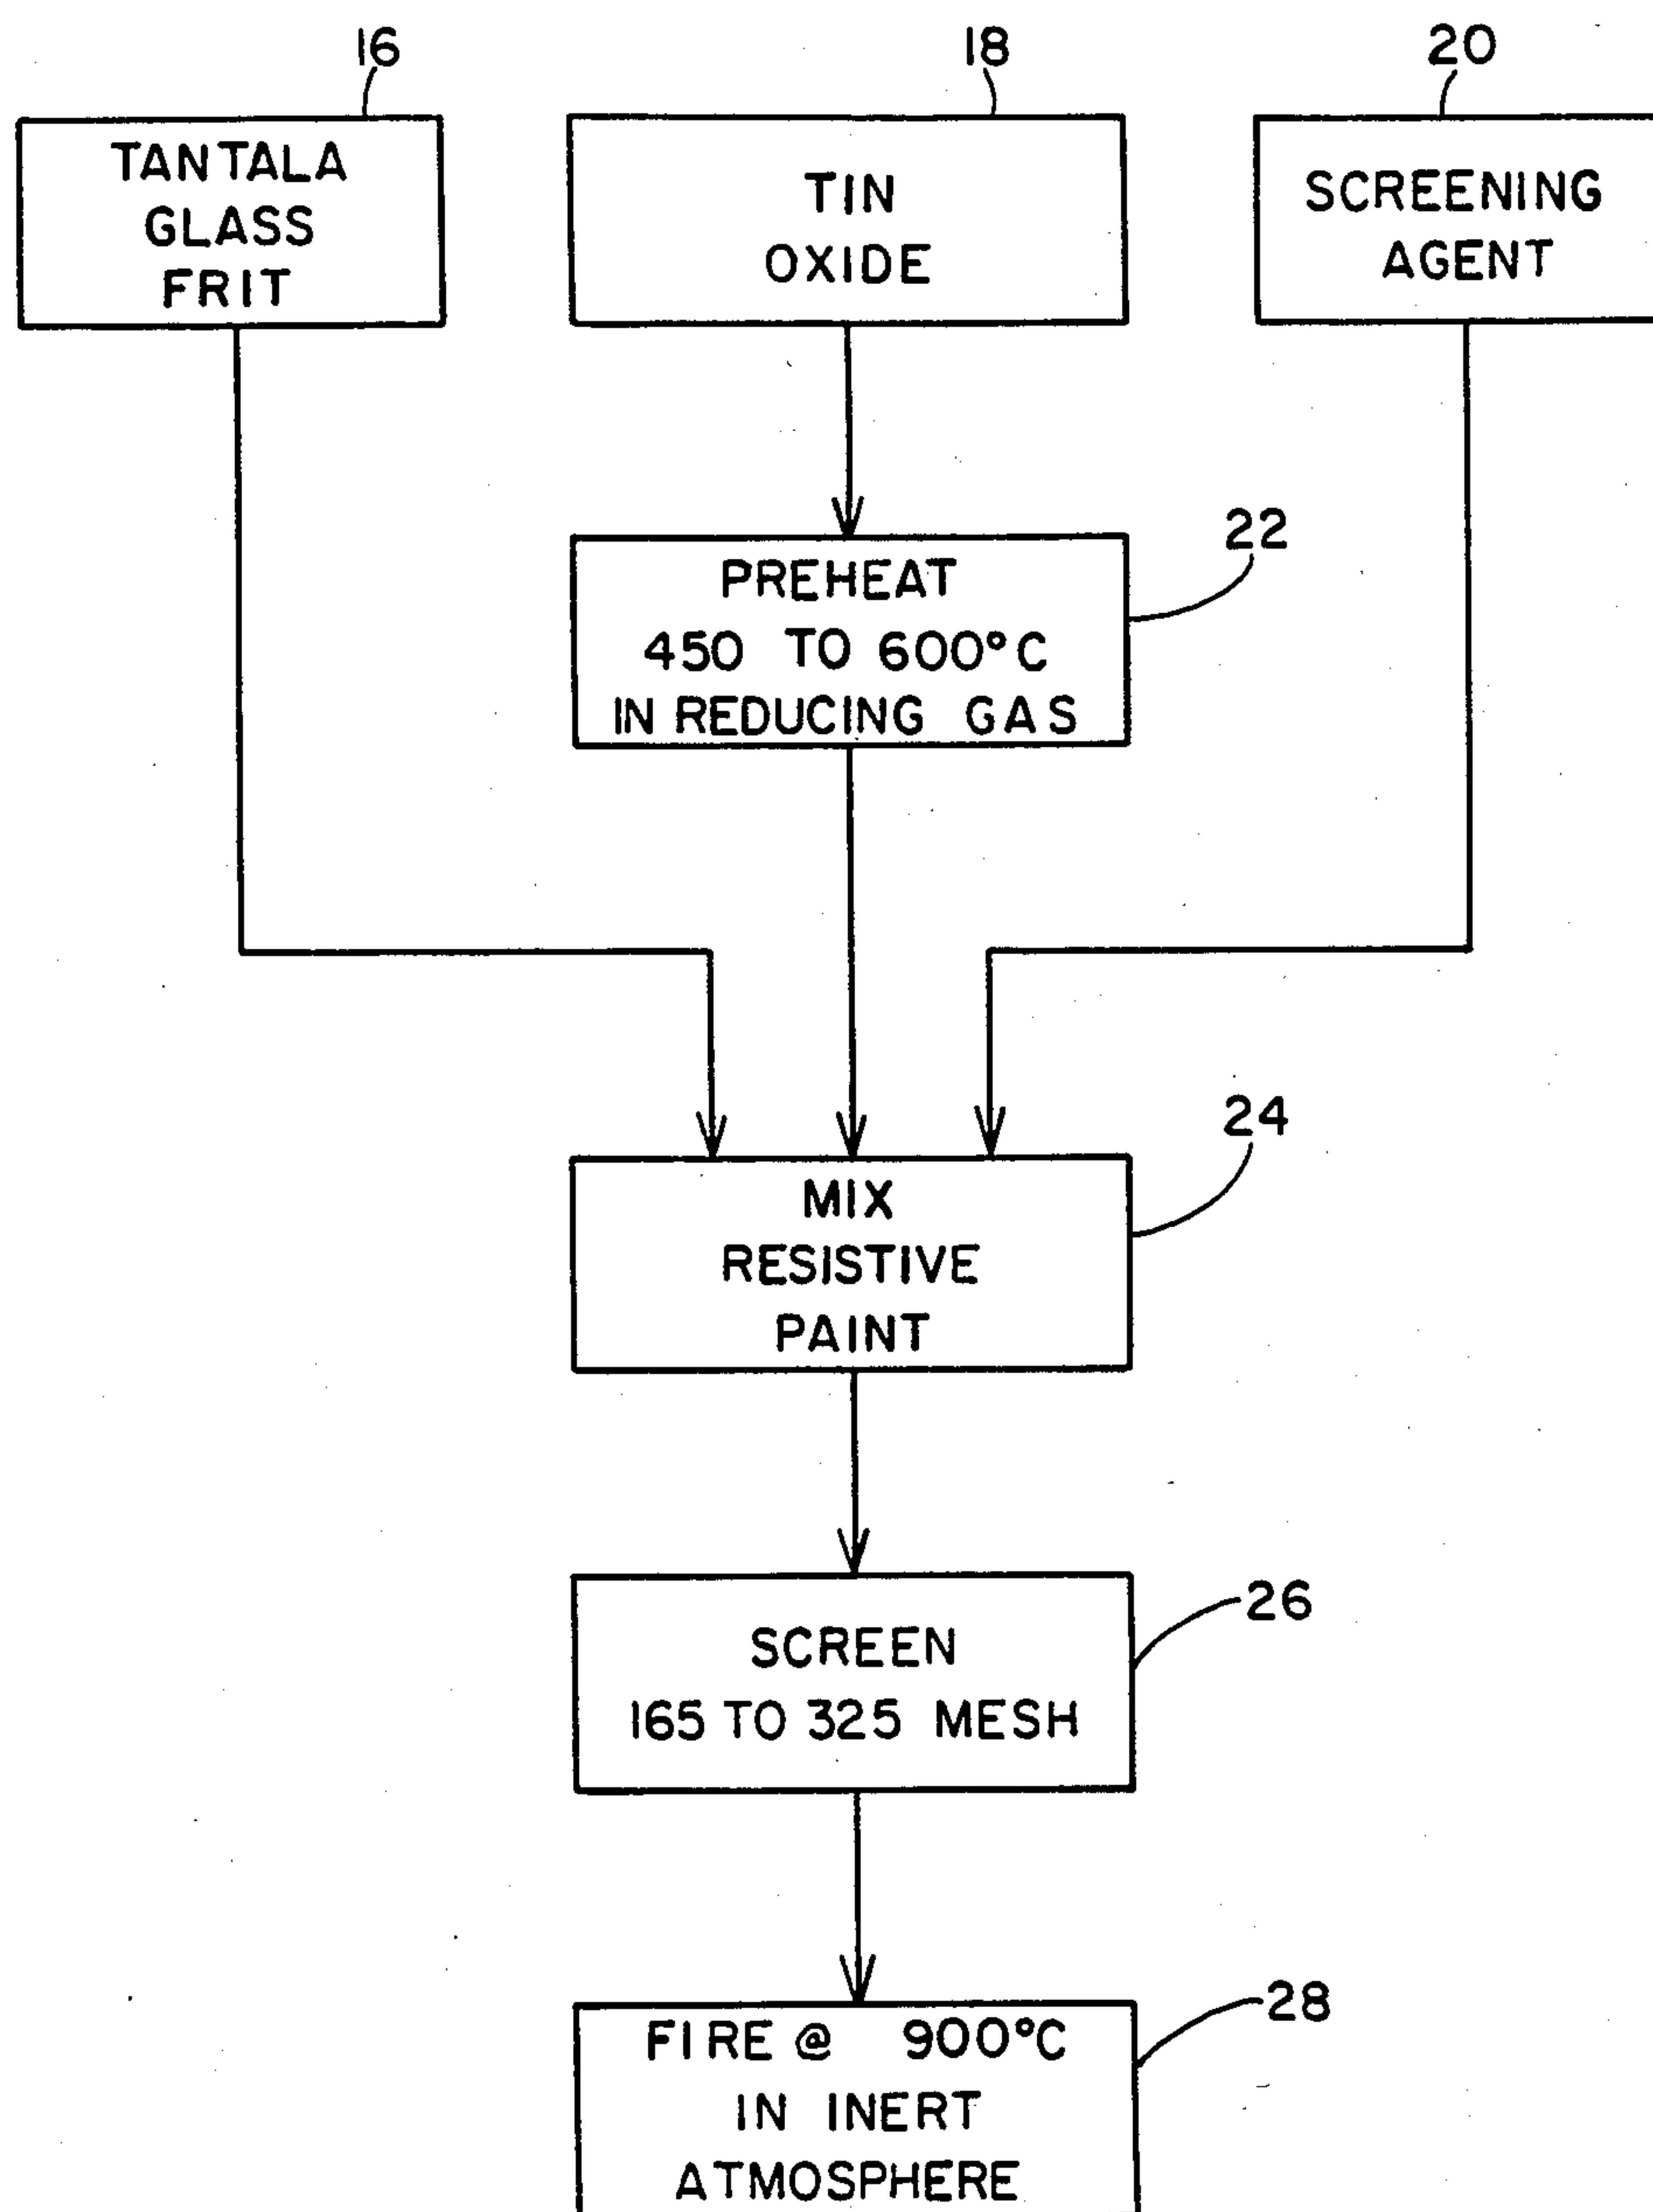 16
TANTALA
GLASS
FRIT
18
TIN
OXIDE
20
SCREENING
AGENT
22
PREHEAT
450 TO 600°C
IN REDUCING GAS
24
MIX
RESISTIVE
PAINT
26
SCREEN
165 TO 325 MESH
28
FIRE @ 900°C
IN INERT
ATMOSPHERE